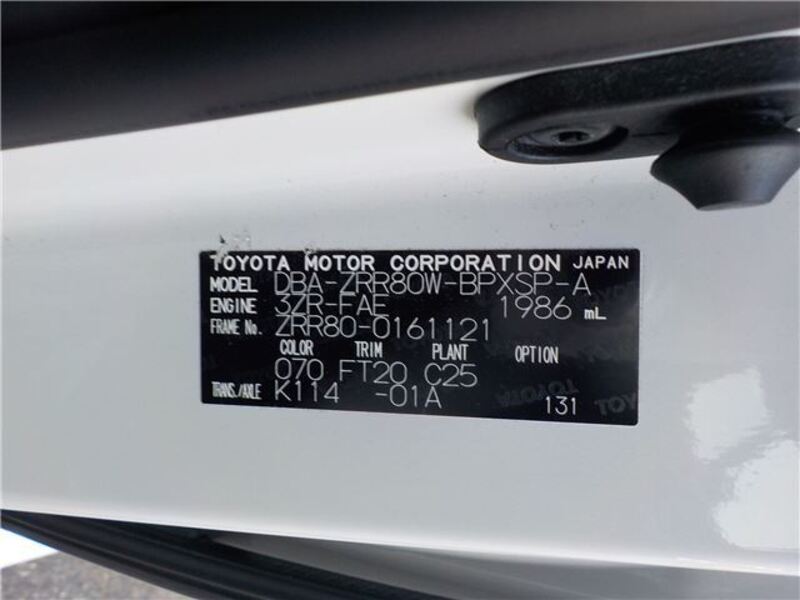 TOYOTA MOTOR CORPORATION JAPAN
MODEL DBA-ZRR80W-BPXSP-A
ENGINE 3ZR-FAE 1986 mL
FRAME No. ZRR80-0161121
COLOR TRIM PLANT OPTION
070 FT20 C25
TRANS./AXLE K114 -01A 131
TOYOTA